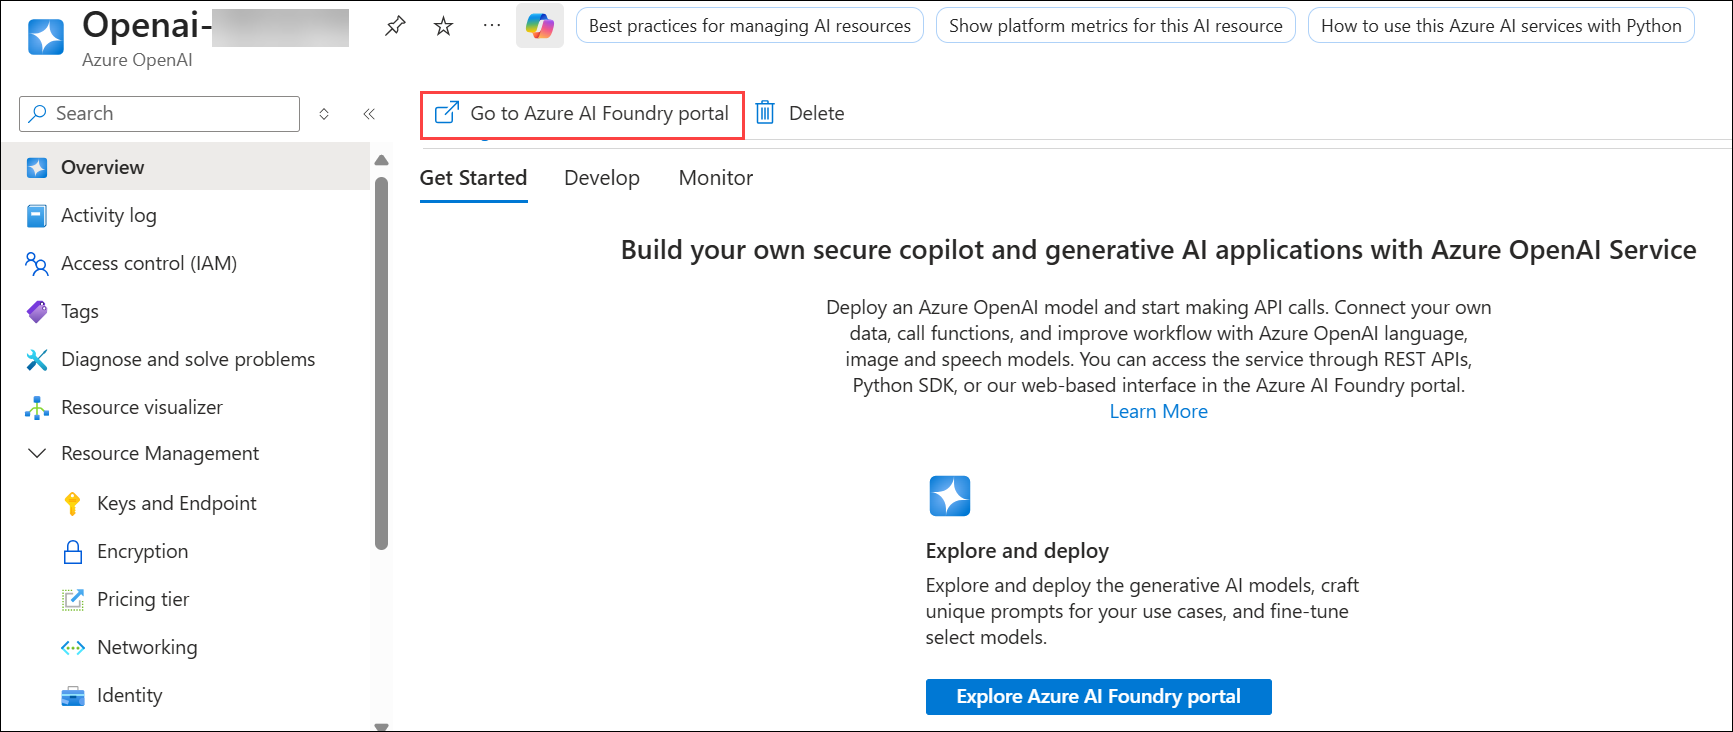 Openai-
Azure OpenAI
Best practices for managing AI resources
Show platform metrics for this AI resource
How to use this Azure AI services with Python
Search
Go to Azure AI Foundry portal
Delete
Overview
Activity log
Access control (IAM)
Tags
Diagnose and solve problems
Resource visualizer
Resource Management
Keys and Endpoint
Encryption
Pricing tier
Networking
Identity
Get Started
Develop
Monitor
Build your own secure copilot and generative AI applications with Azure OpenAI Service
Deploy an Azure OpenAI model and start making API calls. Connect your own
data, call functions, and improve workflow with Azure OpenAI language,
image and speech models. You can access the service through REST APIs,
Python SDK, or our web-based interface in the Azure AI Foundry portal.
Learn More
Explore and deploy
Explore and deploy the generative AI models, craft
unique prompts for your use cases, and fine-tune
select models.
Explore Azure AI Foundry portal